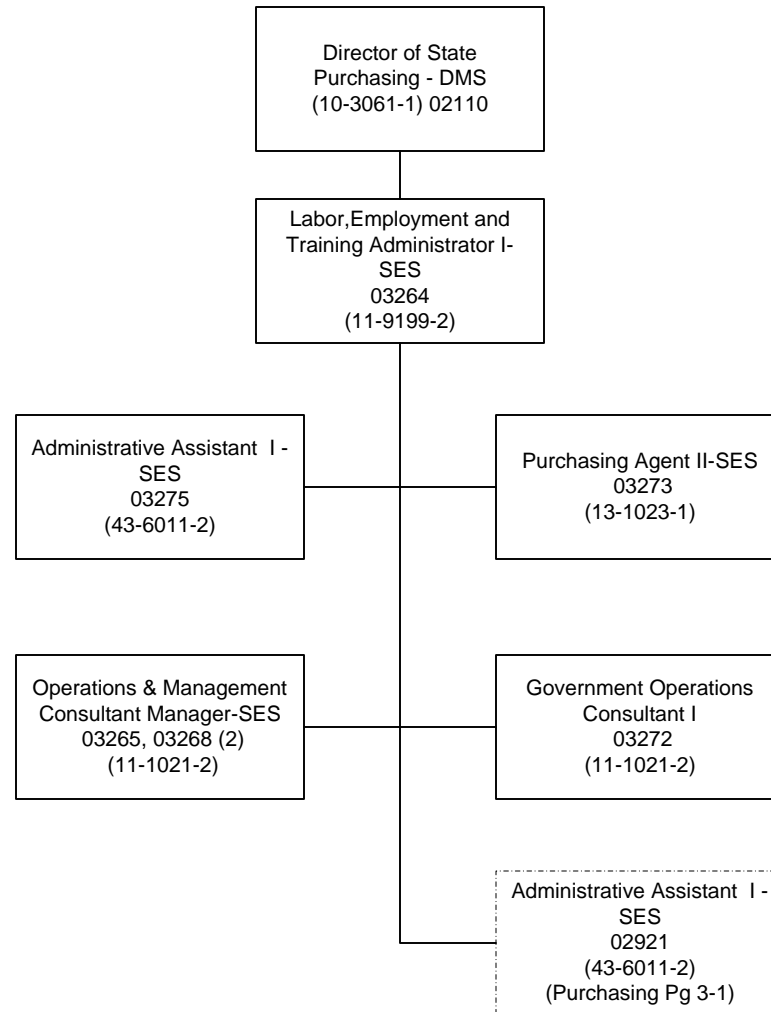 Director of State
Purchasing - DMS
(10-3061-1) 02110
Labor,Employment and
Training Administrator I-
SES
03264
(11-9199-2)
Administrative Assistant  I -
SES
03275
(43-6011-2)
Purchasing Agent II-SES
03273
(13-1023-1)
Operations & Management
Consultant Manager-SES
03265, 03268 (2)
(11-1021-2)
Government Operations
Consultant I
03272
(11-1021-2)
Administrative Assistant  I -
SES
02921
(43-6011-2)
(Purchasing Pg 3-1)